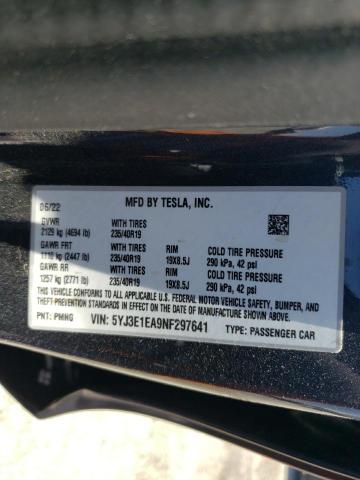 MFD BY TESLA, INC.
06/22
GVWR WITH TIRES
2129 kg (4694 lb) 235/40R19
GAWR FRT WITH TIRES RIM COLD TIRE PRESSURE
1110 kg (2447 lb) 235/40R19 19X8.5J 290 kPa, 42 psi
GAWR RR WITH TIRES RIM COLD TIRE PRESSURE
1257 kg (2771 lb) 235/40R19 19X8.5J 290 kPa, 42 psi
THIS VEHICLE CONFORMS TO ALL APPLICABLE U.S. FEDERAL MOTOR VEHICLE SAFETY, BUMPER, AND
THEFT-PREVENTION STANDARDS IN EFFECT ON THE DATE OF MANUFACTURE SHOWN ABOVE.
PNT: PMNG VIN: 5YJ3E1EA9NF297641 TYPE: PASSENGER CAR